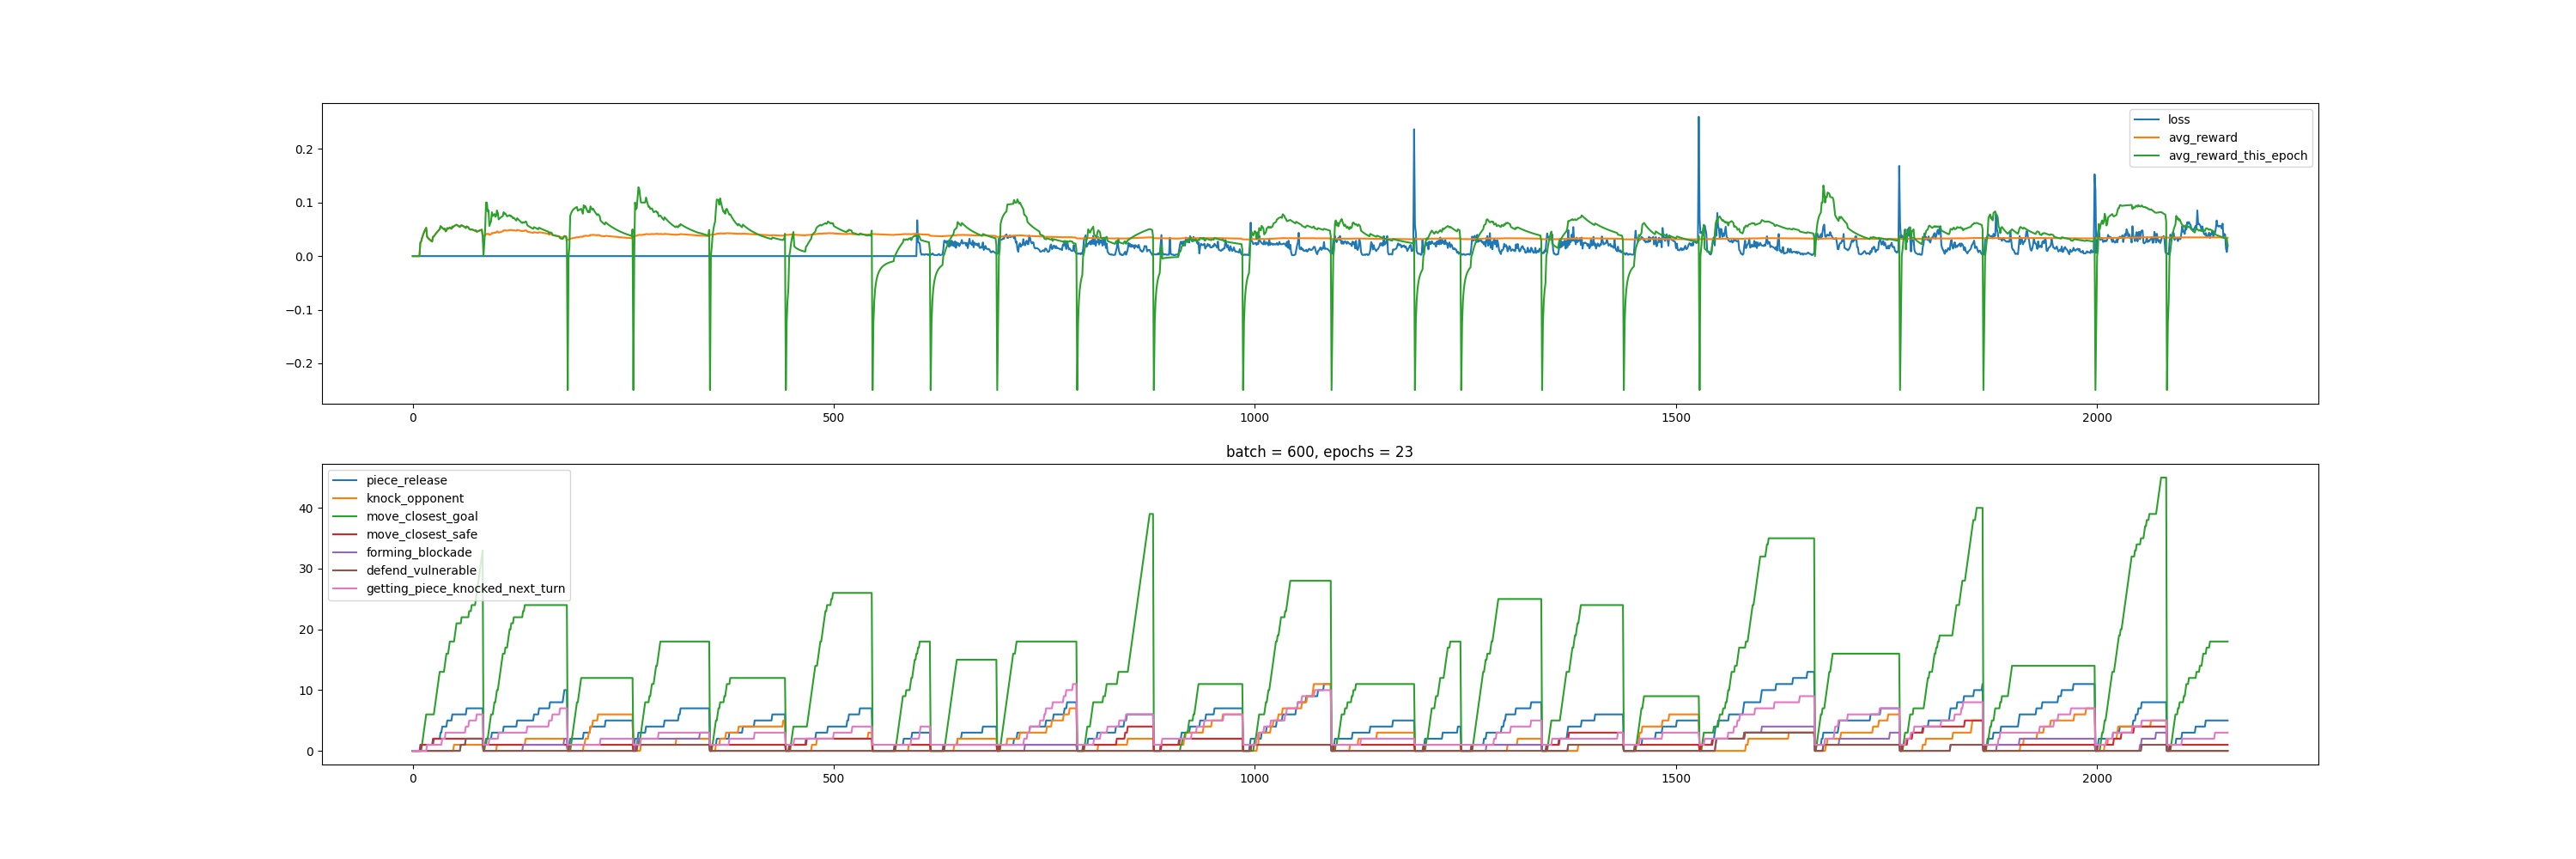 loss
avg_reward
avg_reward_this_epoch
0.2
0.1
0.0
−0.1
−0.2
0 500 1000 1500 2000
batch = 600, epochs = 23
piece_release
knock_opponent
move_closest_goal
move_closest_safe
forming_blockade
defend_vulnerable
getting_piece_knocked_next_turn
40
30
20
10
0
0 500 1000 1500 2000